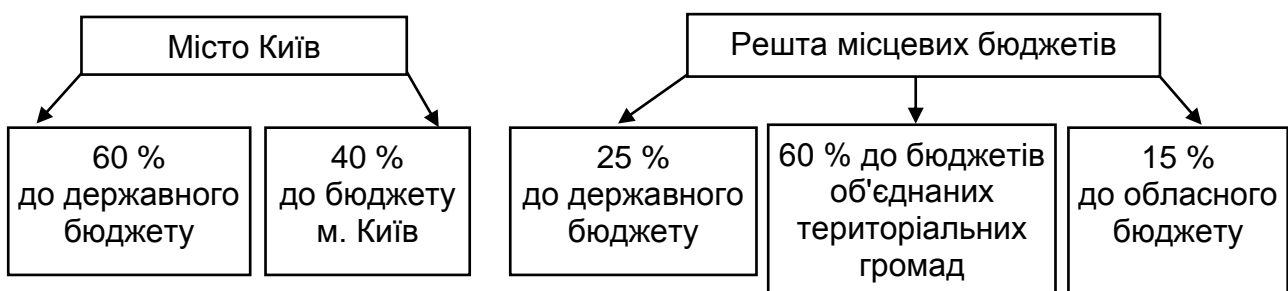 Місто Київ
Решта місцевих бюджетів
60 %
до державного
бюджету
40 %
до бюджету
м. Київ
25 %
до державного
бюджету
60 % до бюджетів
об'єднаних
територіальних
громад
15 %
до обласного
бюджету